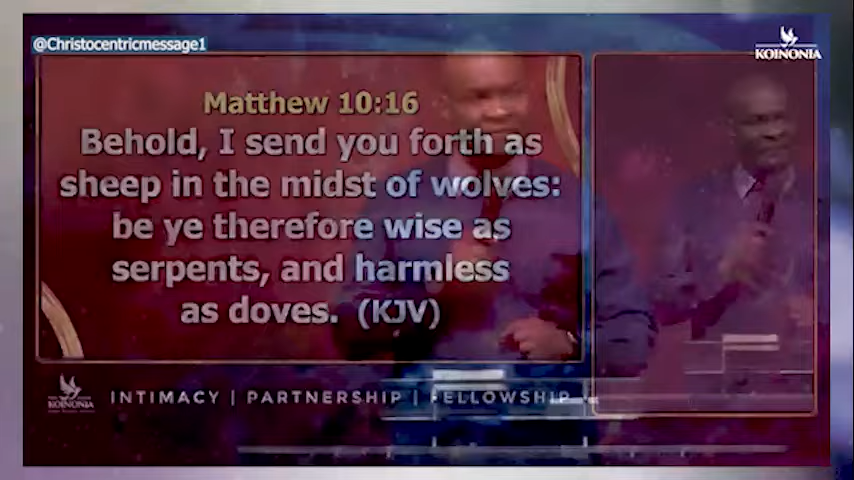 @Christocentricmessage1
KOINONIA
Matthew 10:16
Behold, I send you forth as
sheep in the midst of wolves:
be ye therefore wise as
serpents, and harmless
as doves. (KJV)
KOINONIA
INTIMACY | PARTNERSHIP | FELLOWSHIP